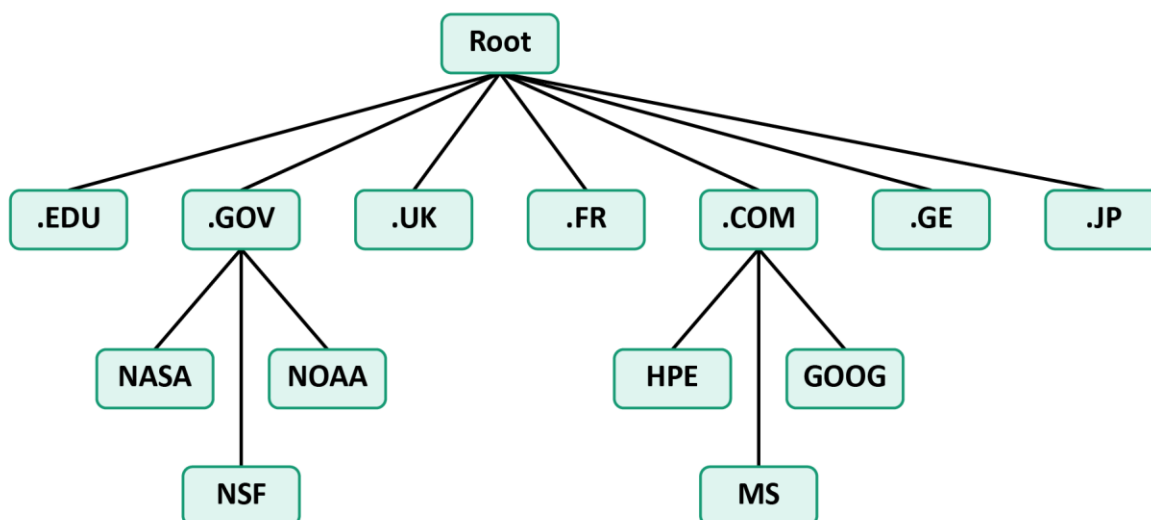 Root
.EDU
.GOV
.UK
.FR
.COM
.GE
.JP
NASA
NOAA
HPE
GOOG
NSF
MS